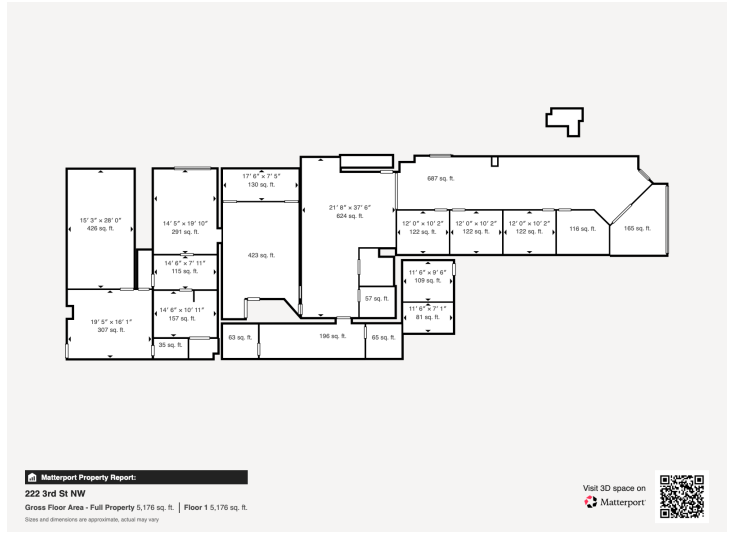 17' 6" × 7' 5"
130 sq. ft.
687 sq. ft.
15' 3" × 28' 0"
426 sq. ft.
14' 5" × 19' 10"
291 sq. ft.
21' 8" × 37' 6"
624 sq. ft.
12' 0" × 10' 2"
122 sq. ft.
12' 0" × 10' 2"
122 sq. ft.
12' 0" × 10' 2"
122 sq. ft.
116 sq. ft.
165 sq. ft.
423 sq. ft.
14' 6" × 7' 11"
115 sq. ft.
11' 6" × 9' 6"
109 sq. ft.
57 sq. ft.
14' 6" × 10' 11"
157 sq. ft.
11' 6" × 7' 1"
81 sq. ft.
19' 5" × 16' 1"
307 sq. ft.
35 sq. ft.
63 sq. ft.
196 sq. ft.
65 sq. ft.
Matterport Property Report:
222 3rd St NW
Gross Floor Area - Full Property 5,176 sq. ft. | Floor 1 5,176 sq. ft.
Sizes and dimensions are approximate, actual may vary
Visit 3D space on
Matterport